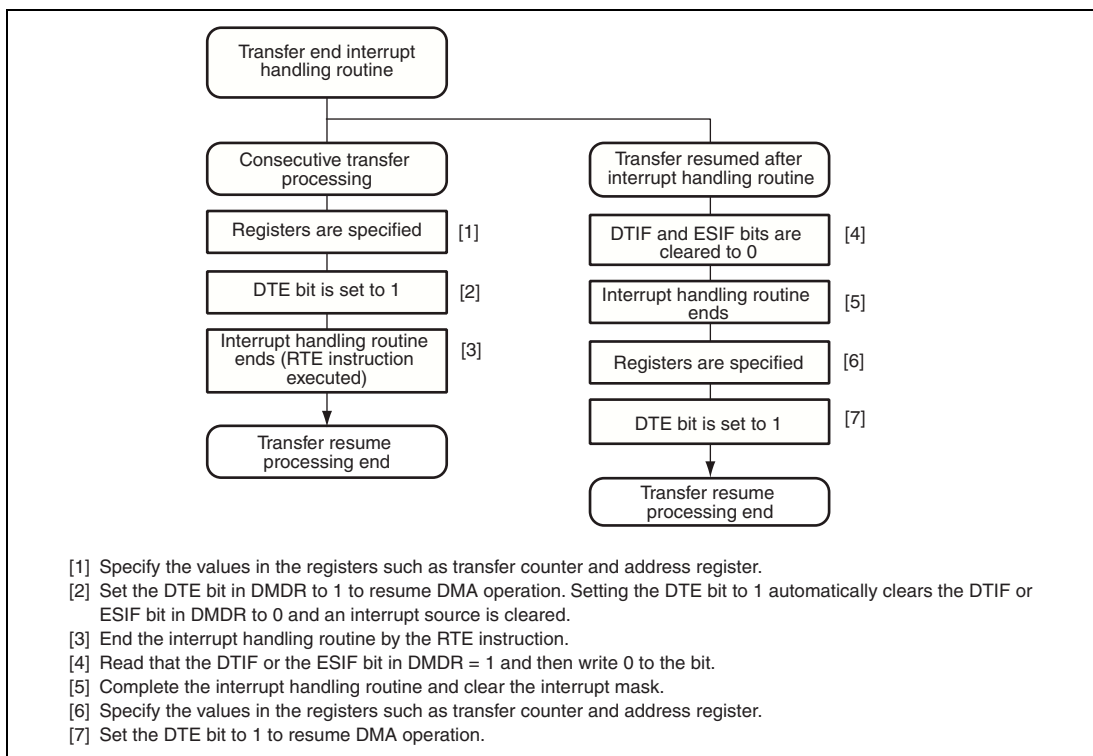 Transfer end interrupt
handling routine
Consecutive transfer
processing
Registers are specified [1]
DTE bit is set to 1 [2]
Interrupt handling routine
ends (RTE instruction
executed) [3]
Transfer resume
processing end
Transfer resumed after
interrupt handling routine
DTIF and ESIF bits are
cleared to 0 [4]
Interrupt handling routine
ends [5]
Registers are specified [6]
DTE bit is set to 1 [7]
Transfer resume
processing end
[1] Specify the values in the registers such as transfer counter and address register.
[2] Set the DTE bit in DMDR to 1 to resume DMA operation. Setting the DTE bit to 1 automatically clears the DTIF or
ESIF bit in DMDR to 0 and an interrupt source is cleared.
[3] End the interrupt handling routine by the RTE instruction.
[4] Read that the DTIF or the ESIF bit in DMDR = 1 and then write 0 to the bit.
[5] Complete the interrupt handling routine and clear the interrupt mask.
[6] Specify the values in the registers such as transfer counter and address register.
[7] Set the DTE bit to 1 to resume DMA operation.